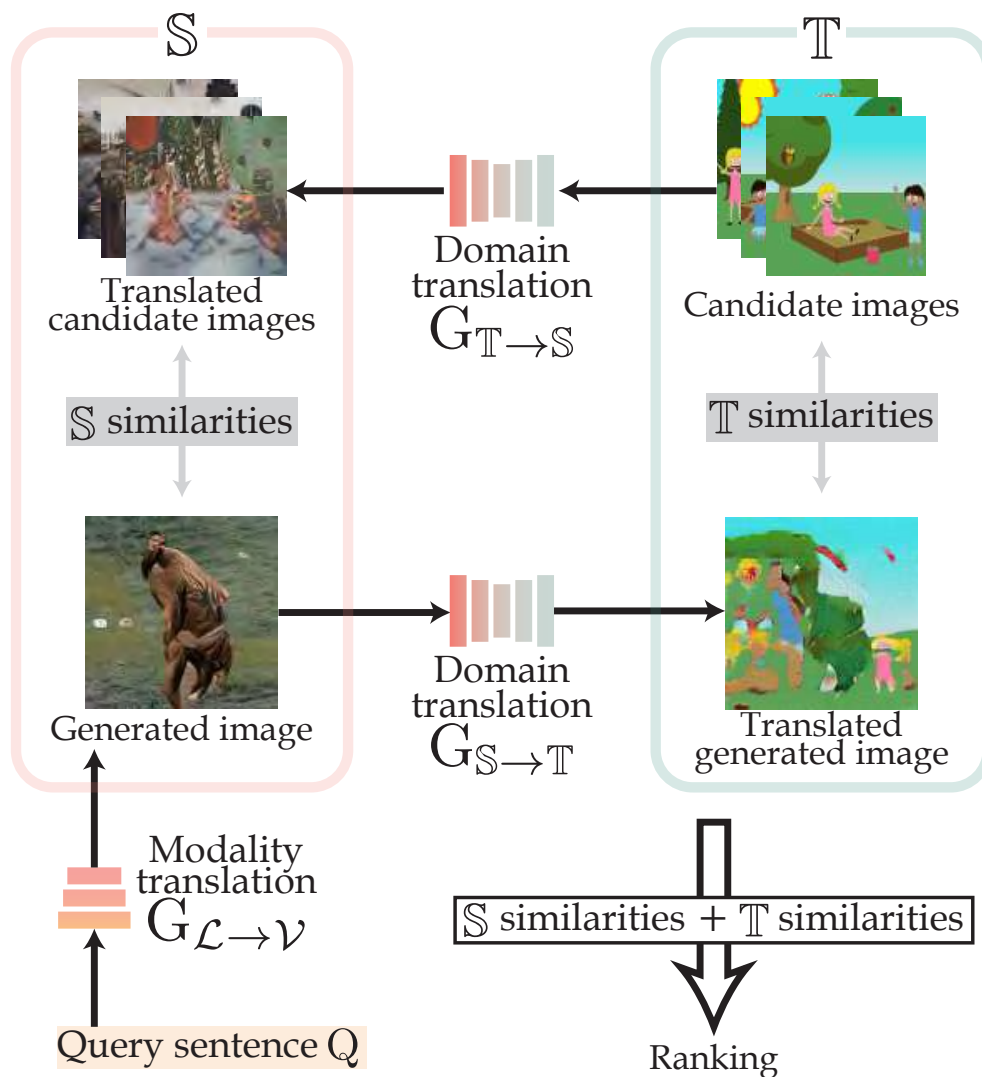 𝕊
𝕋
Translated
candidate images
Domain
translation
G𝕋→𝕊
Candidate images
𝕊 similarities
𝕋 similarities
Generated image
Domain
translation
G𝕊→𝕋
Translated
generated image
Modality
translation
Gℒ→𝒱
𝕊 similarities + 𝕋 similarities
Query sentence Q
Ranking